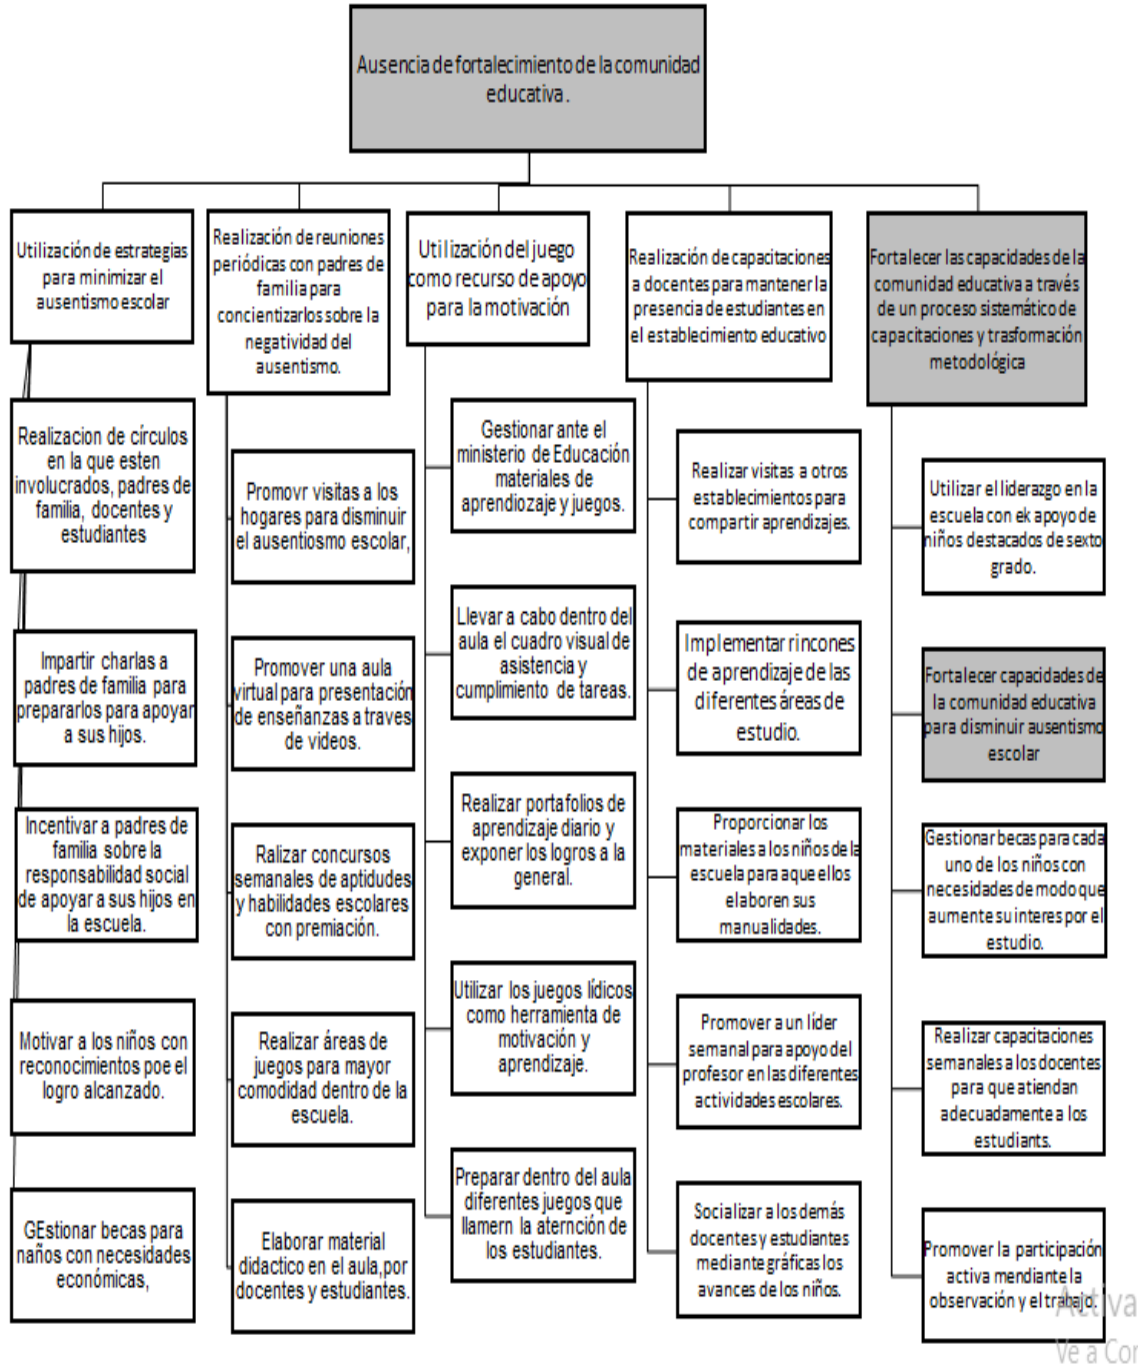 Ausencia de fortalecimiento de la comunidad
educativa .
Utilización de estrategias
para minimizar el
ausentismo escolar
Realizacion de círculos
en la que esten
involucrados, padres de
familia, docentes y
estudiantes
Impartir charlas a
padres de familia para
prepararlos para apoyar
a sus hijos.
Incentivar a padres de
familia sobre la
responsabilidad social
de apoyar a sus hijos en
la escuela.
Motivar a los niños con
reconocimientos poe el
logro alcanzado.
GEstionar becas para
naños con necesidades
económicas,
Realización de reuniones
periódicas con padres de
familia para
concientizarlos sobre la
negatividad del
ausentismo.
Promovr visitas a los
hogares para disminuir
el ausentiosmo escolar,
Promover una aula
virtual para presentación
de enseñanzas a traves
de videos.
Ralizar concursos
semanales de aptidudes
y habilidades escolares
con premiación.
Realizar áreas de
juegos para mayor
comodidad dentro de la
escuela.
Elaborar material
didactico en el aula,por
docentes y estudiantes.
Utilización del juego
como recurso de apoyo
para la motivación
Gestionar ante el
ministerio de Educación
materiales de
aprendiozaje y juegos.
Llevar a cabo dentro del
aula el cuadro visual de
asistencia y
cumplimiento de tareas.
Realizar portafolios de
aprendizaje diario y
exponer los logros a la
general.
Utilizar los juegos lídicos
como herramienta de
motivación y
aprendizaje.
Preparar dentro del aula
diferentes juegos que
llamern la aternción de
los estudiantes.
Realización de capacitaciones
a docentes para mantener la
presencia de estudiantes en
el establecimiento educativo
Realizar visitas a otros
establecimientos para
compartir aprendizajes.
Implementar rincones
de aprendizaje de las
diferentes áreas de
estudio.
Proporcionar los
materiales a los niños de la
escuela para aque ellos
elaboren sus
manualidades.
Promover a un líder
semanal para apoyo del
profesor en las diferentes
actividades escolares.
Socializar a los demás
docentes y estudiantes
mediante gráficas los
avances de los niños.
Fortalecer las capacidades de la
comunidad educativa a través
de un proceso sistemático de
capacitaciones y trasformación
metodológica
Utilizar el liderazgo en la
escuela con ek apoyo de
niños destacados de sexto
grado.
Fortalecer capacidades de
la comunidad educativa
para disminuir ausentismo
escolar
Gestionar becas para cada
uno de los niños con
necesidades de modo que
aumente su interes por el
estudio.
Realizar capacitaciones
semanales a los docentes
para que atiendan
adecuadamente a los
estudiants.
Promover la participación
activa mendiante la
observación y el trabajo.
Activa
Ve a Con